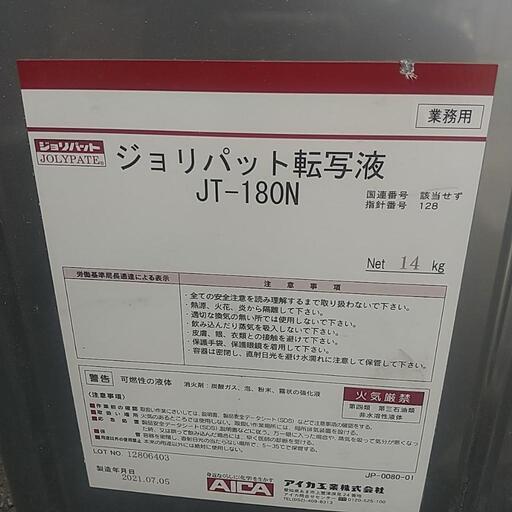 業務用
ジョリパット
JOLYPATE®
ジョリパット転写液
JT-180N
国連番号 該当せず
指針番号 128
Net 14 kg
労働基準局長通達による表示
注意事項
・全ての安全注意を読み理解するまで取り扱わないで下さい。
・熱源、火花、炎から隔離して下さい。
・適切な換気の無い所では使用しないで下さい。
・飲み込んだり蒸気を吸入しないで下さい。
・皮膚、眼、衣類との接触を避けて下さい。
・保護手袋、保護眼鏡を着用して下さい。
・容器は密閉し、直射日光を避け水濡れに注意して保管して下さい。
警告 可燃性の液体
消火剤：炭酸ガス、泡、粉末、霧状の強化液
火気厳禁
第四類 第三石油類
非水溶性液体
《注意事項》
LOT NO. 12806403
JP-0080-01
製造年月日
2021.07.05
AICA
アイカ工業株式会社